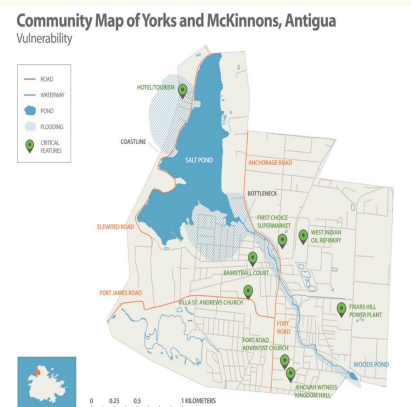 Community Map of Yorks and McKinnons, Antigua
Vulnerability
ROAD
WATERWAY
POND
FLOODING
CRITICAL
FEATURES
HOTEL/TOURISM
COASTLINE
SALT POND
ANCHORAGE ROAD
BOTTLENECK
FIRST CHOICE
SUPERMARKET
WEST INDIAN
OIL REFINERY
ELEVATED ROAD
BASKETBALL COURT
FORT JAMES ROAD
VILLA ST. ANDREWS CHURCH
FRIARS HILL
POWER PLANT
FORT
ROAD
FORT ROAD
ADVENTIST CHURCH
WOODS POND
JEHOVAH WITNESS
KINGDOM HALL
0 0.25 0.5 1 KILOMETERS